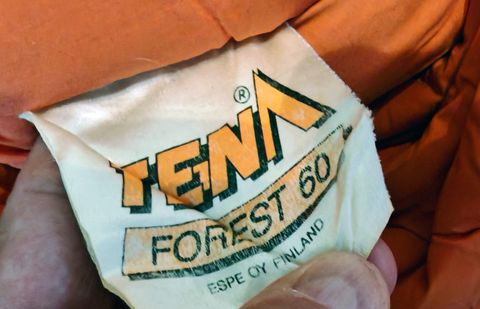 TENA®
FOREST 60
ESPE OY FINLAND